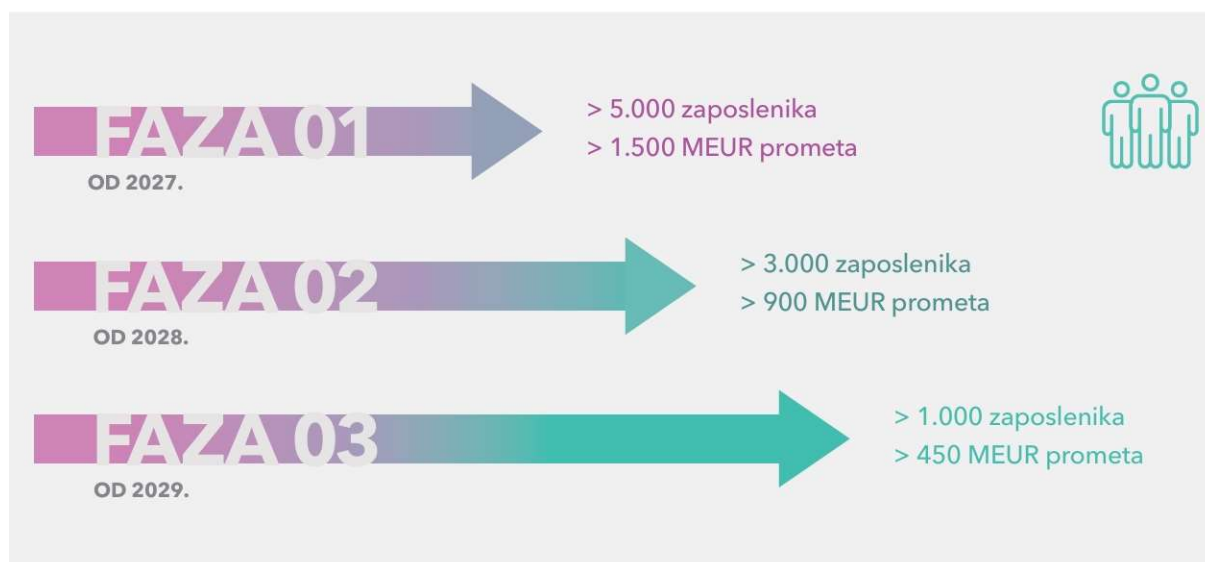 FAZA 01
OD 2027.
> 5.000 zaposlenika
> 1.500 MEUR prometa
FAZA 02
OD 2028.
> 3.000 zaposlenika
> 900 MEUR prometa
FAZA 03
OD 2029.
> 1.000 zaposlenika
> 450 MEUR prometa